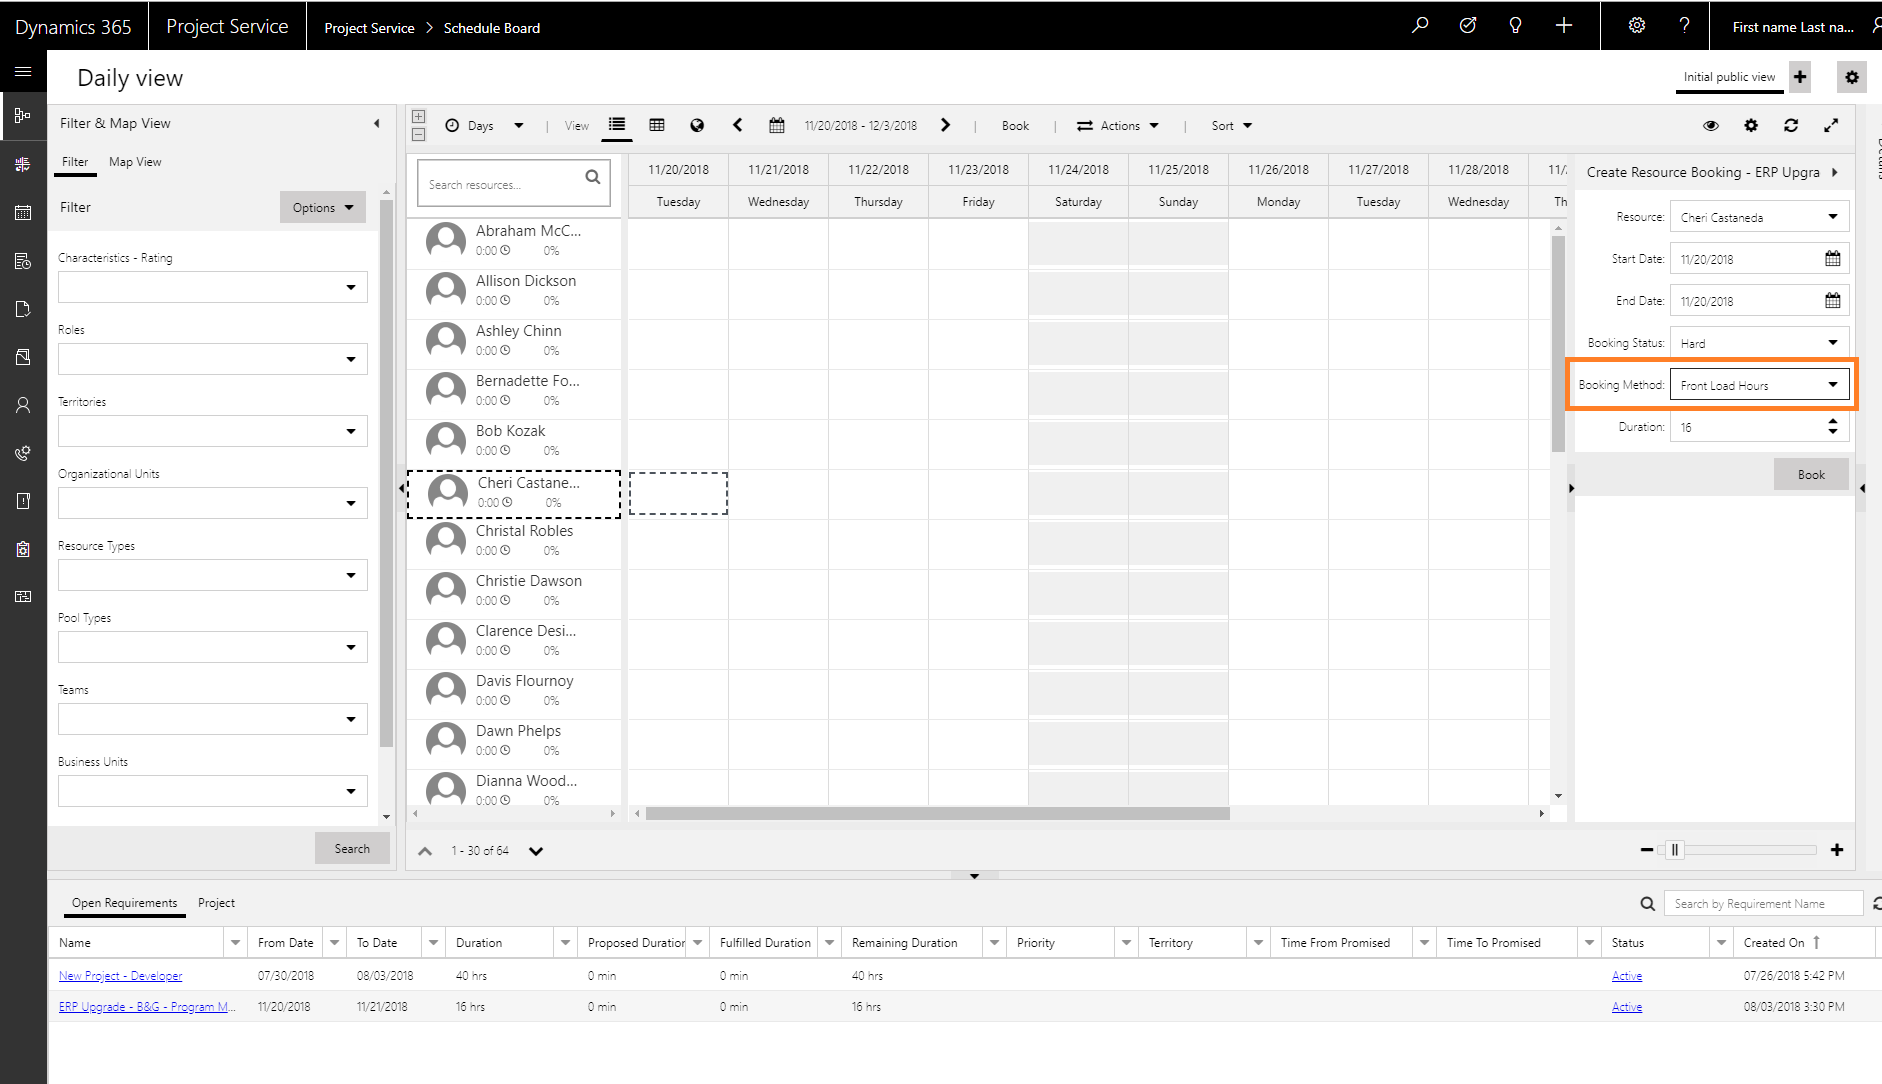 Dynamics 365
Project Service
Project Service > Schedule Board
First name Last na...
Daily view
Initial public view
Filter & Map View
Filter
Map View
Filter
Options
Characteristics - Rating
Roles
Territories
Organizational Units
Resource Types
Pool Types
Teams
Business Units
Search
Days
View
11/20/2018 - 12/3/2018
Book
Actions
Sort
Search resources...
11/20/2018 11/21/2018 11/22/2018 11/23/2018 11/24/2018 11/25/2018 11/26/2018 11/27/2018 11/28/2018 11/
Tuesday Wednesday Thursday Friday Saturday Sunday Monday Tuesday Wednesday Th
Abraham McC...
0:00 0%
Allison Dickson
0:00 0%
Ashley Chinn
0:00 0%
Bernadette Fo...
0:00 0%
Bob Kozak
0:00 0%
Cheri Castane...
0:00 0%
Christal Robles
0:00 0%
Christie Dawson
0:00 0%
Clarence Desi...
0:00 0%
Davis Flournoy
0:00 0%
Dawn Phelps
0:00 0%
Dianna Wood...
0:00 0%
1 - 30 of 64
Create Resource Booking - ERP Upgra
Resource: Cheri Castaneda
Start Date: 11/20/2018
End Date: 11/20/2018
Booking Status: Hard
Booking Method: Front Load Hours
Duration: 16
Book
Open Requirements
Project
Search by Requirement Name
Name From Date To Date Duration Proposed Duration Fulfilled Duration Remaining Duration Priority Territory Time From Promised Time To Promised Status Created On
New Project - Developer 07/30/2018 08/03/2018 40 hrs 0 min 0 min 40 hrs Active 07/26/2018 5:42 PM
ERP Upgrade - B&G - Program M... 11/20/2018 11/21/2018 16 hrs 0 min 0 min 16 hrs Active 08/03/2018 3:30 PM